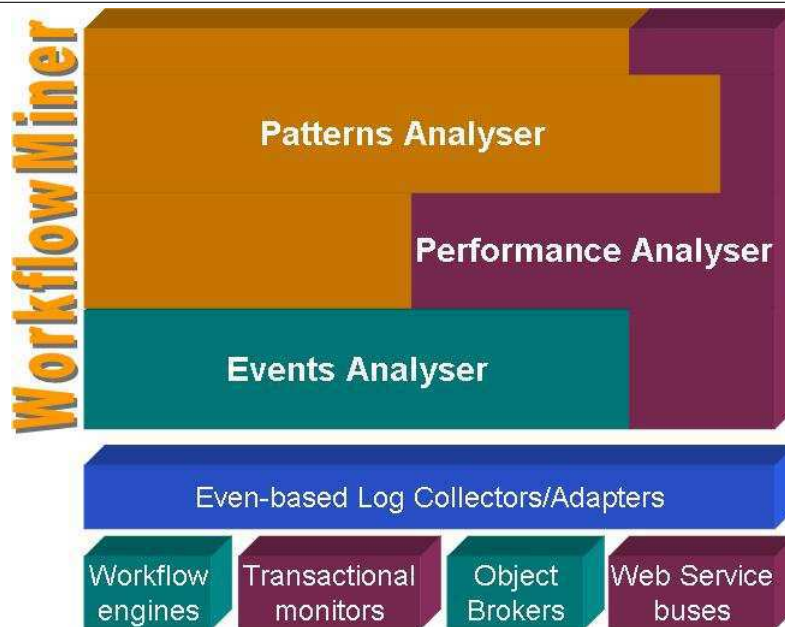 WorkflowMiner
Patterns Analyser
Performance Analyser
Events Analyser
Even-based Log Collectors/Adapters
Workflow
engines
Transactional
monitors
Object
Brokers
Web Service
buses